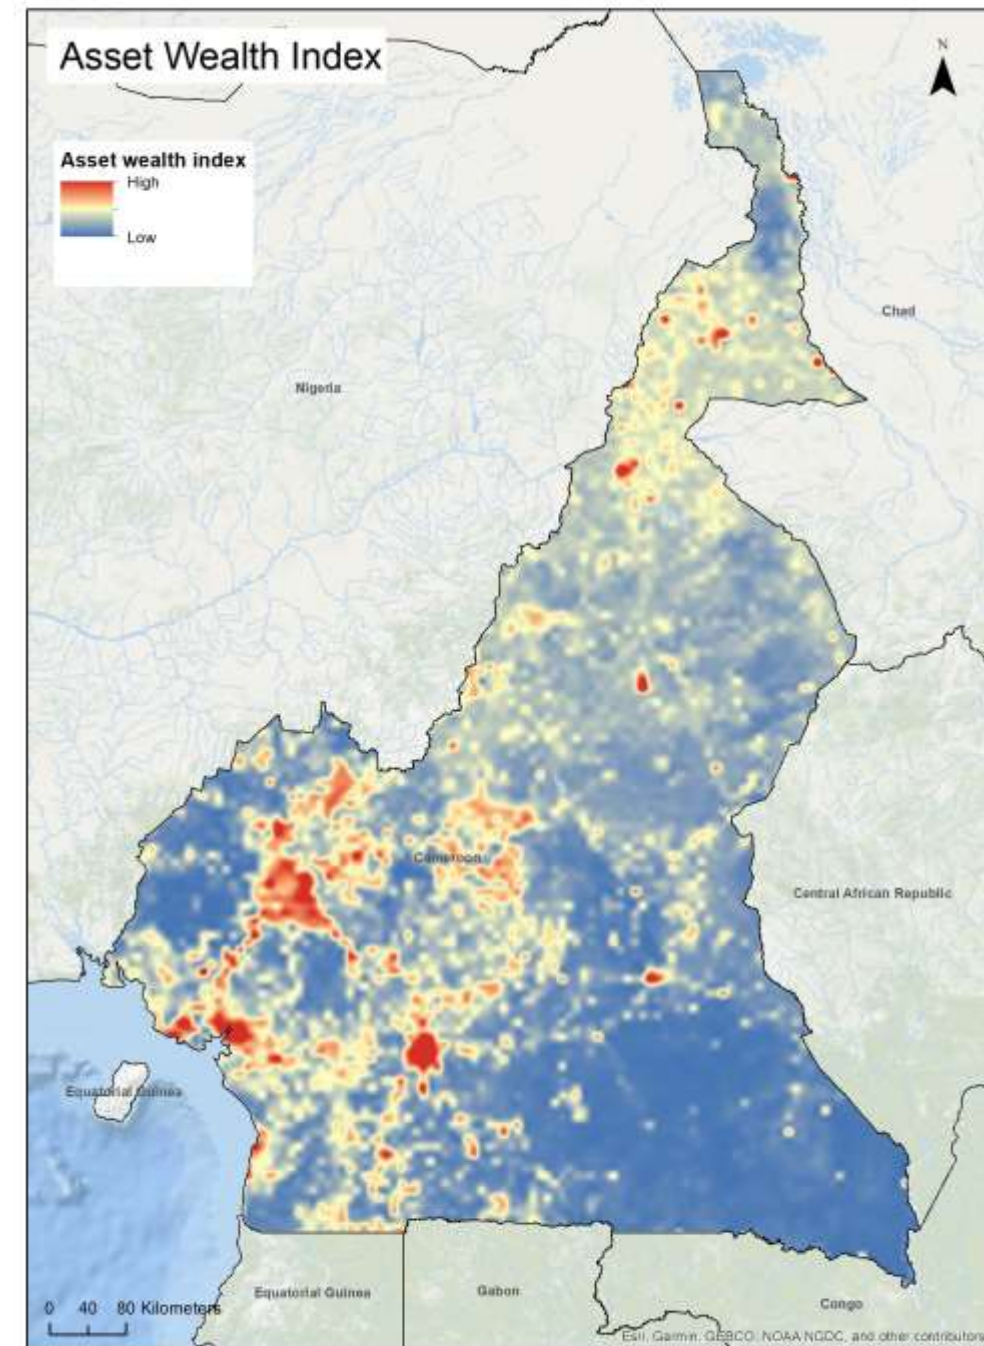 Asset Wealth Index
N
Asset wealth index
High
Low
Chad
Nigeria
Cameroon
Central African Republic
Equatorial Guinea
Equatorial Guinea
Gabon
Congo
0 40 80 Kilometers
Esri, Garmin, GEBCO, NOAA NGDC, and other contributors